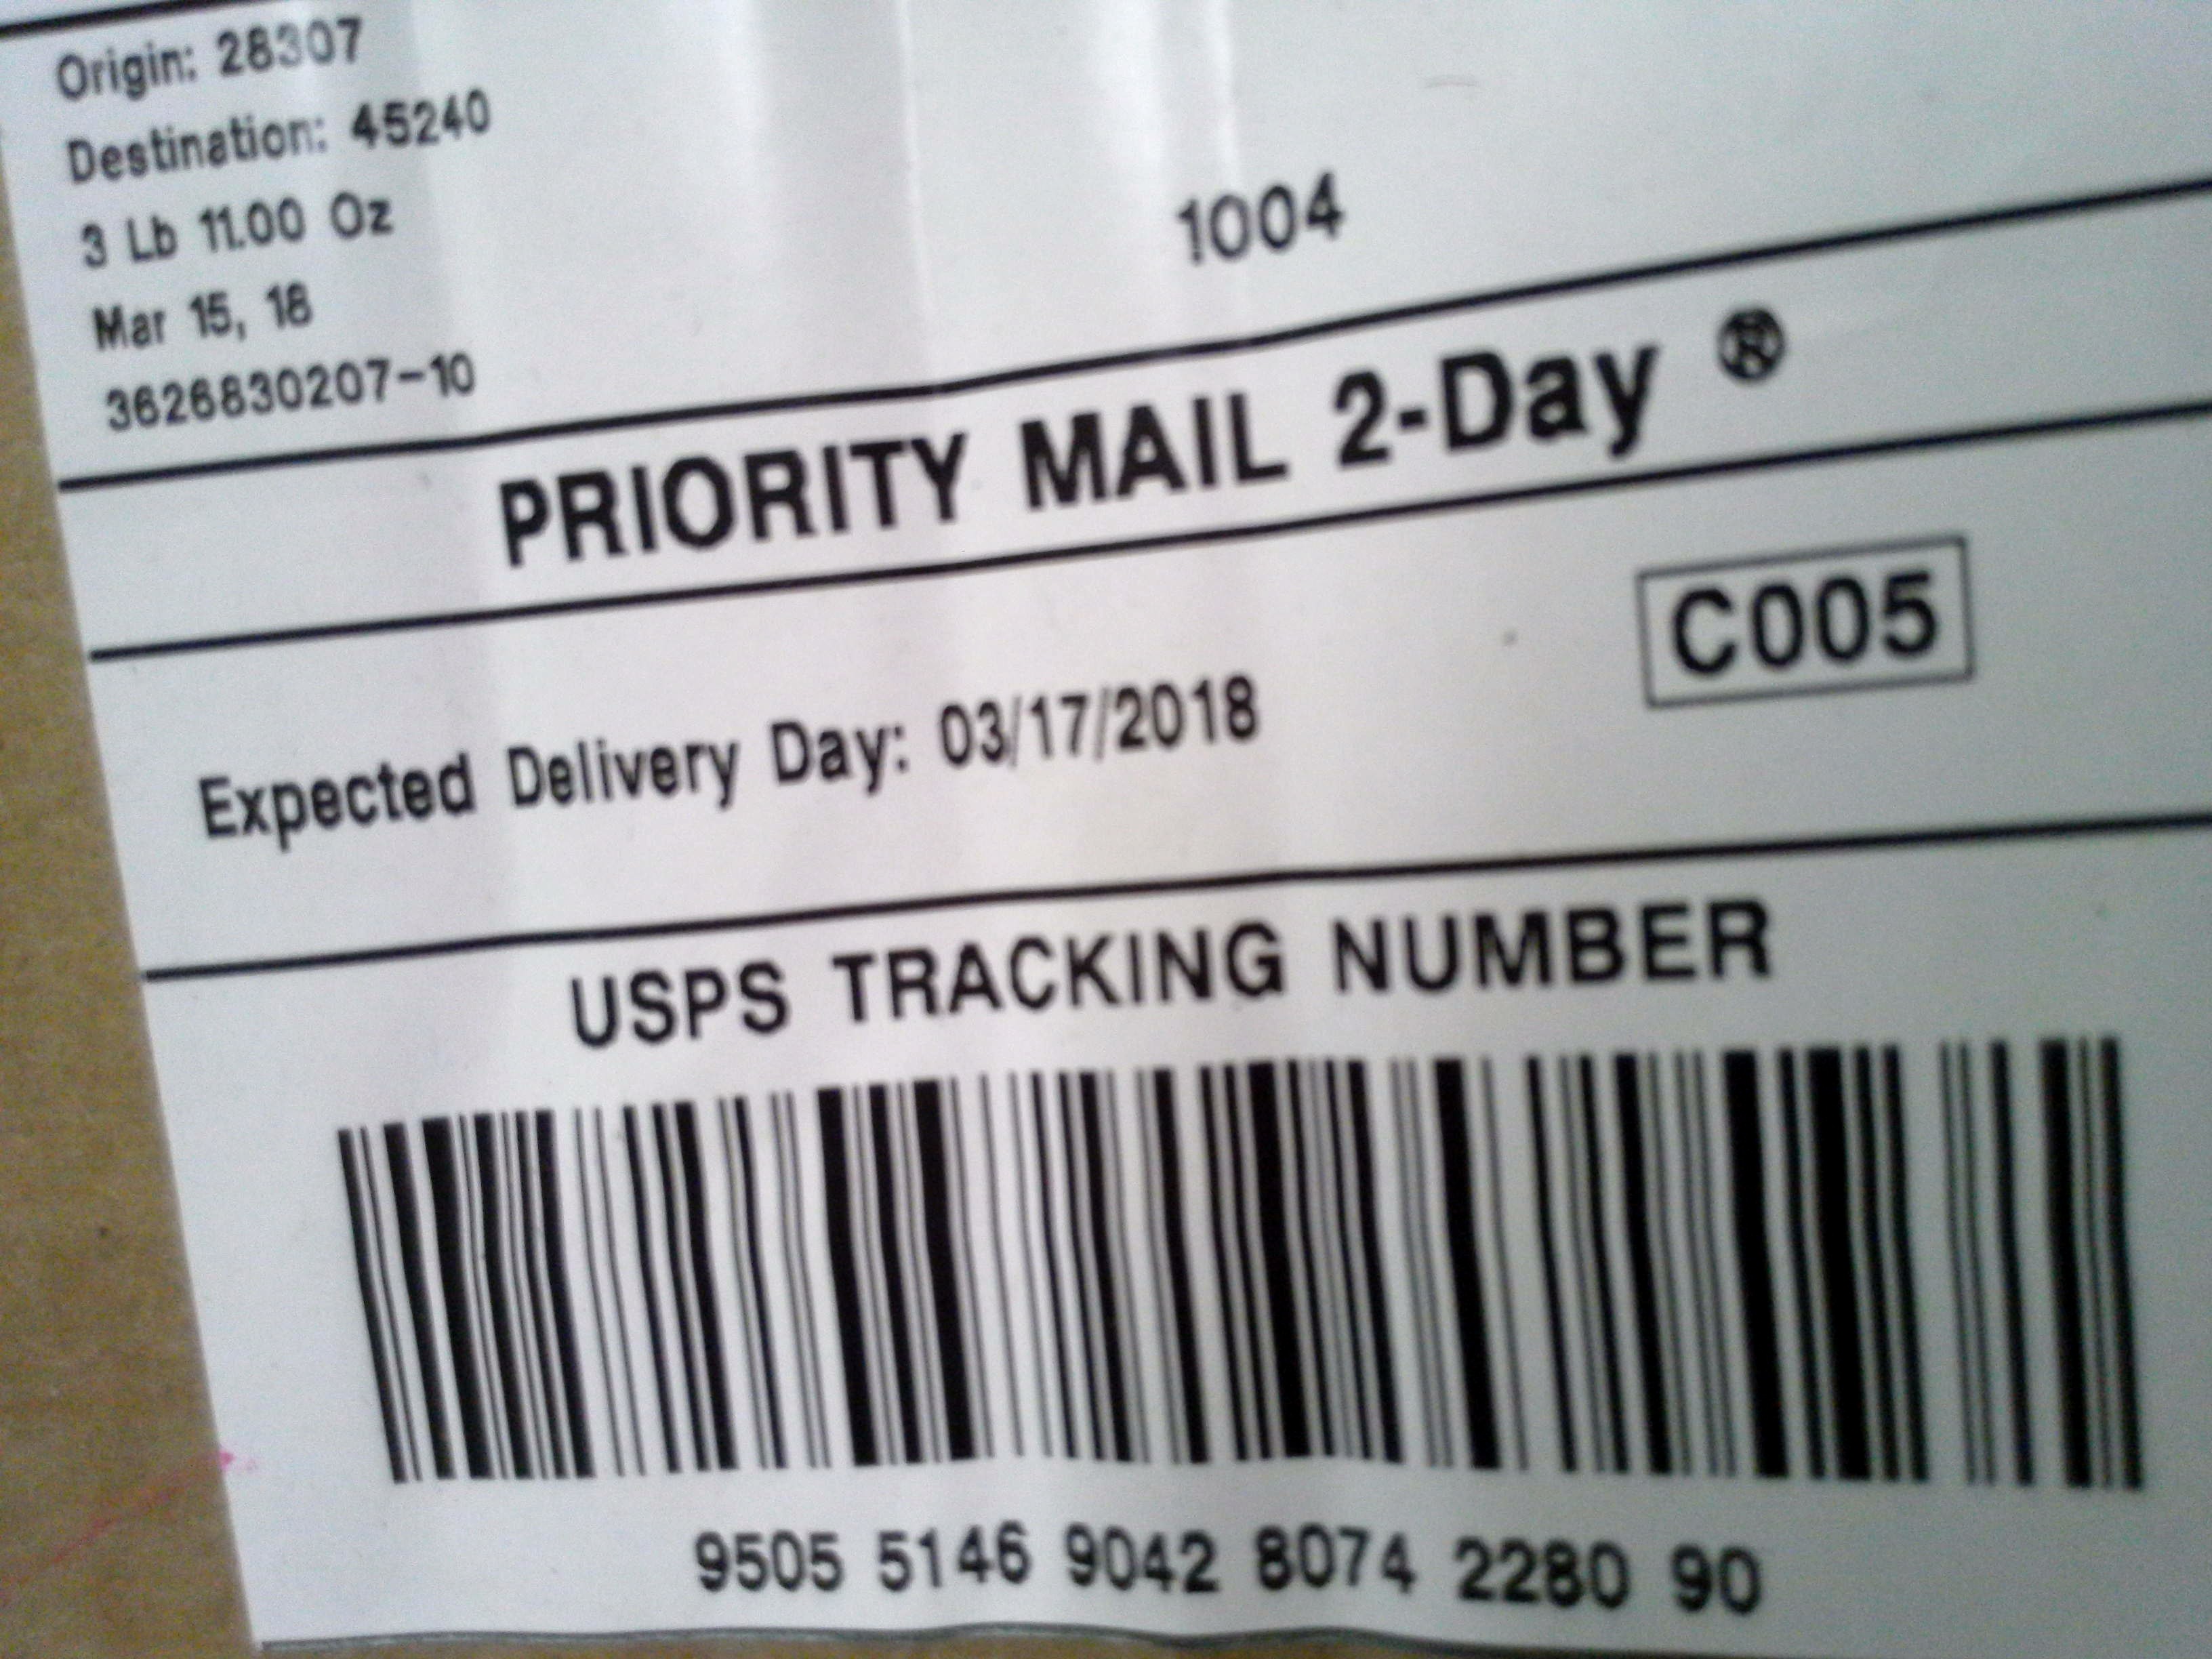 Origin: 28307
Destination: 45240
3 Lb 11.00 Oz
Mar 15, 18
3626830207-10
1004
PRIORITY MAIL 2-Day ®
C005
Expected Delivery Day: 03/17/2018
USPS TRACKING NUMBER
9505 5146 9042 8074 2280 90